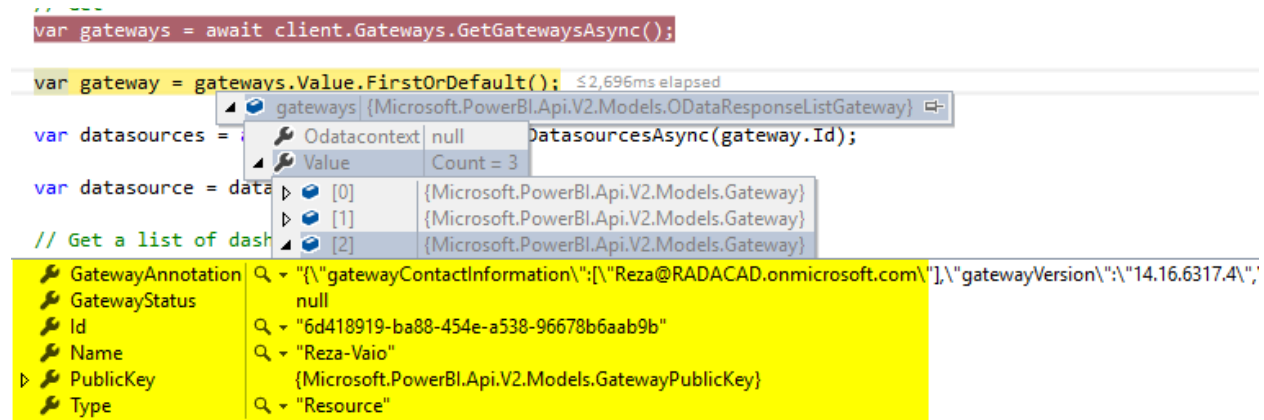 var gateways = await client.Gateways.GetGatewaysAsync();
var gateway = gateways.Value.FirstOrDefault(); ≤2,696ms elapsed
gateways {Microsoft.PowerBI.Api.V2.Models.ODataResponseListGateway}
var datasources = DatasourcesAsync(gateway.Id);
Odatacontext null
Value Count = 3
var datasource = data
[0] {Microsoft.PowerBI.Api.V2.Models.Gateway}
[1] {Microsoft.PowerBI.Api.V2.Models.Gateway}
// Get a list of dash
[2] {Microsoft.PowerBI.Api.V2.Models.Gateway}
GatewayAnnotation "{\"gatewayContactInformation\":[\"Reza@RADACAD.onmicrosoft.com\"],\"gatewayVersion\":\"14.16.6317.4\",
GatewayStatus null
Id "6d418919-ba88-454e-a538-96678b6aab9b"
Name "Reza-Vaio"
PublicKey {Microsoft.PowerBI.Api.V2.Models.GatewayPublicKey}
Type "Resource"